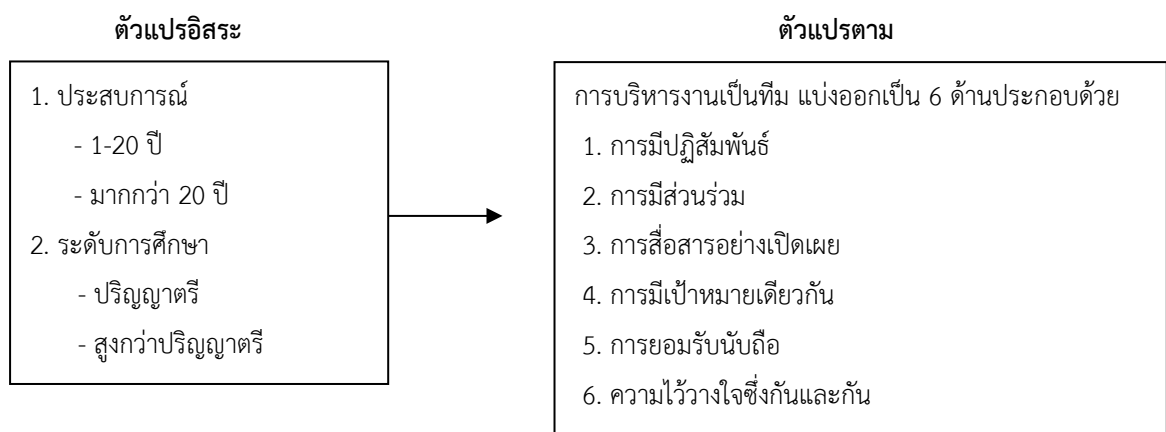 ตัวแปรอิสระ
1. ประสบการณ์
- 1-20 ปี
- มากกว่า 20 ปี
2. ระดับการศึกษา
- ปริญญาตรี
- สูงกว่าปริญญาตรี
ตัวแปรตาม
การบริหารงานเป็นทีม แบ่งออกเป็น 6 ด้านประกอบด้วย
1. การมีปฏิสัมพันธ์
2. การมีส่วนร่วม
3. การสื่อสารอย่างเปิดเผย
4. การมีเป้าหมายเดียวกัน
5. การยอมรับนับถือ
6. ความไว้วางใจซึ่งกันและกัน